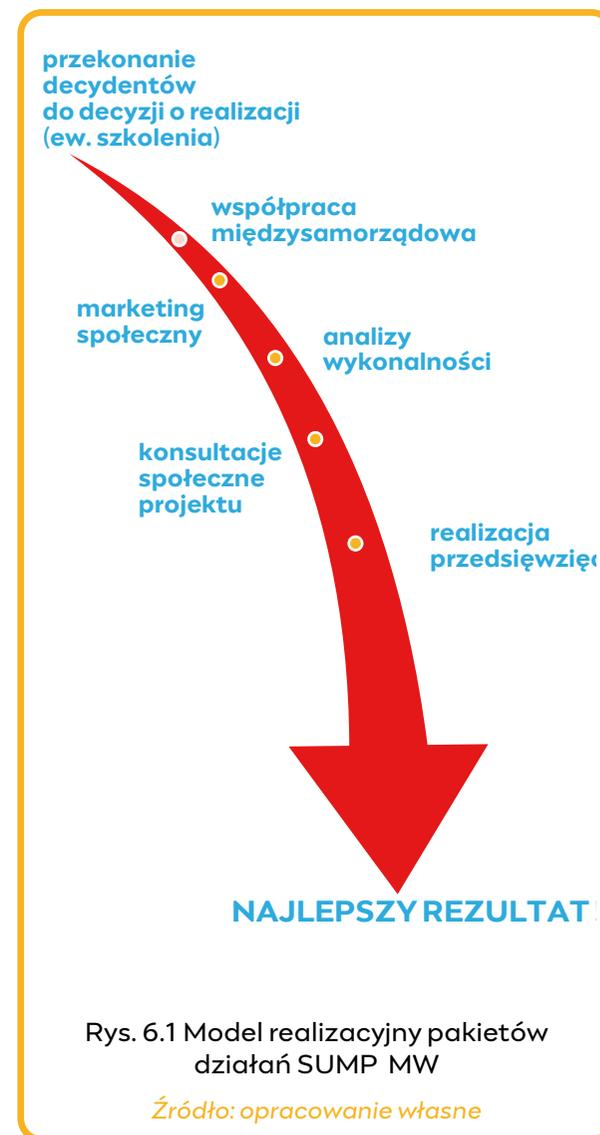 przekonanie
decydentów
do decyzji o realizacji
(ew. szkolenia)
współpraca
międzysamorządowa
marketing
społeczny
analizy
wykonalności
konsultacje
społeczne
projektu
realizacja
NAJLEPSZY REZULTAT
Rys. 6.1 Model realizacyjny pakietów
działań SUMP MW
Źródło: opracowanie własne